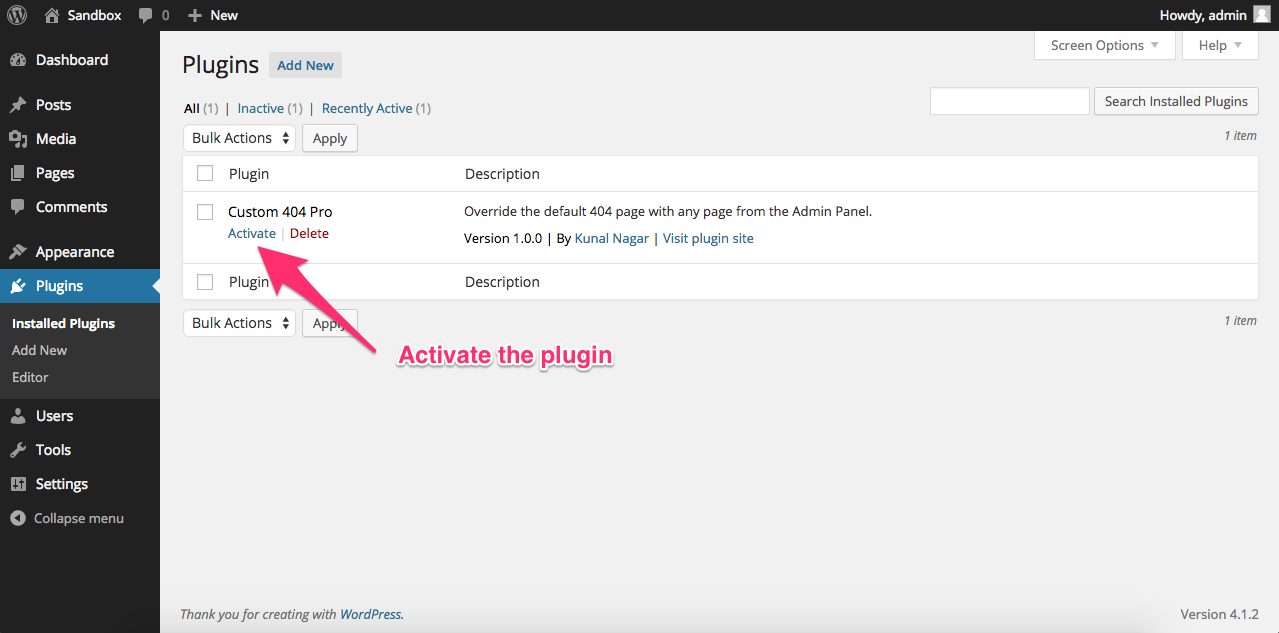 Sandbox 0 New Howdy, admin
Screen Options Help
Dashboard
Posts
Media
Pages
Comments
Appearance
Plugins
Installed Plugins
Add New
Editor
Users
Tools
Settings
Collapse menu
Plugins Add New
All (1) | Inactive (1) | Recently Active (1)
Search Installed Plugins
Bulk Actions Apply
1 item
Plugin Description
Custom 404 Pro Override the default 404 page with any page from the Admin Panel.
Activate | Delete Version 1.0.0 | By Kunal Nagar | Visit plugin site
Plugin Description
Bulk Actions Apply
1 item
Activate the plugin
Thank you for creating with WordPress. Version 4.1.2